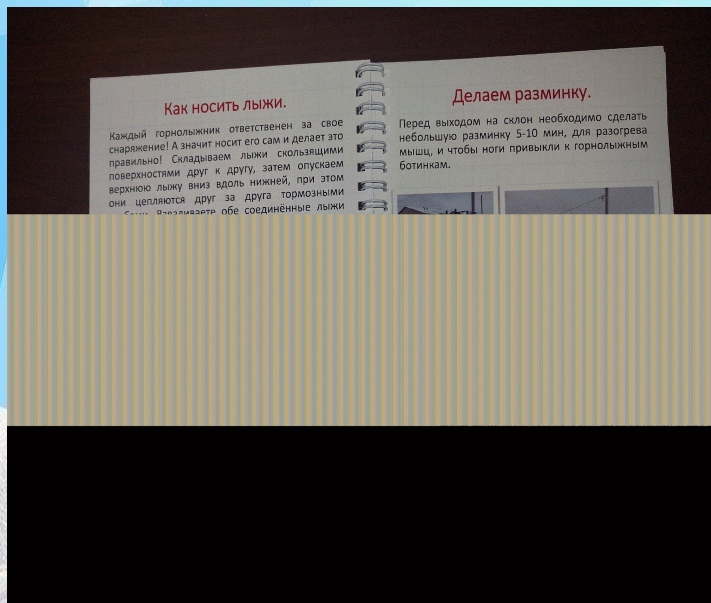 Как носить лыжи.
Каждый горнолыжник ответственен за свое
снаряжение! А значит носит его сам и делает это
правильно! Складываем лыжи скользящими
поверхностями друг к другу, затем опускаем
верхнюю лыжу вниз вдоль нижней, при этом
они цепляются друг за друга тормозными
обе соединённые лыжи
Делаем разминку.
Перед выходом на склон необходимо сделать
небольшую разминку 5-10 мин, для разогрева
мышц, и чтобы ноги привыкли к горнолыжным
ботинкам.